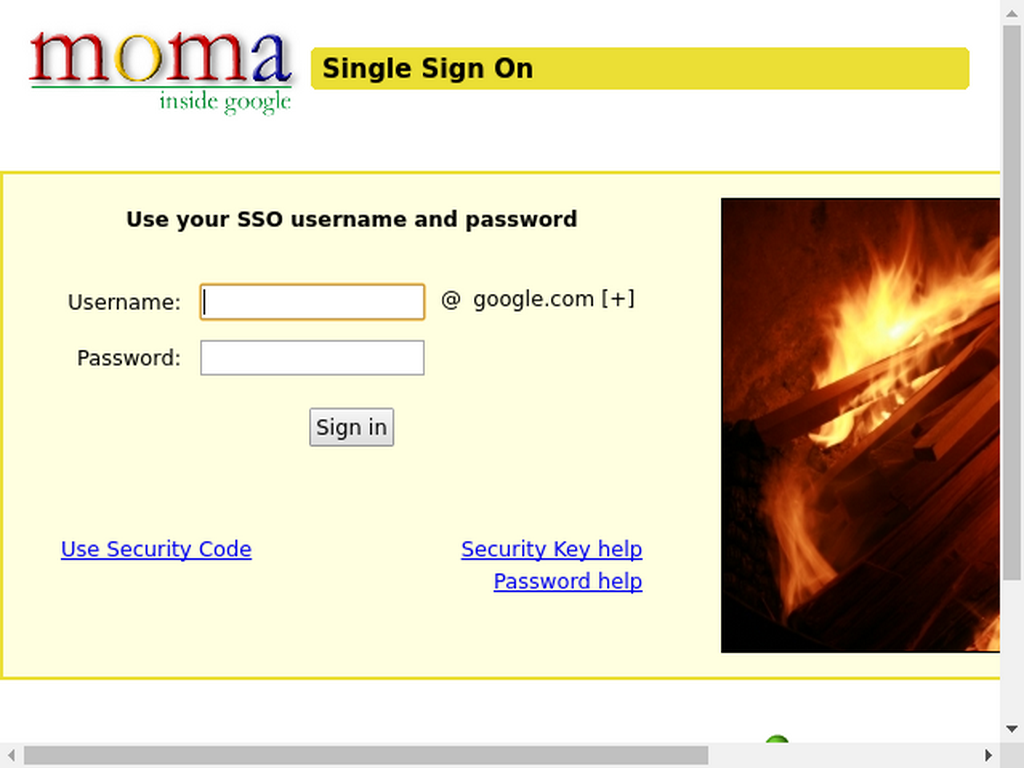 moma
inside google
Single Sign On
Use your SSO username and password
Username: @ google.com [+]
Password:
Sign in
Use Security Code
Security Key help
Password help